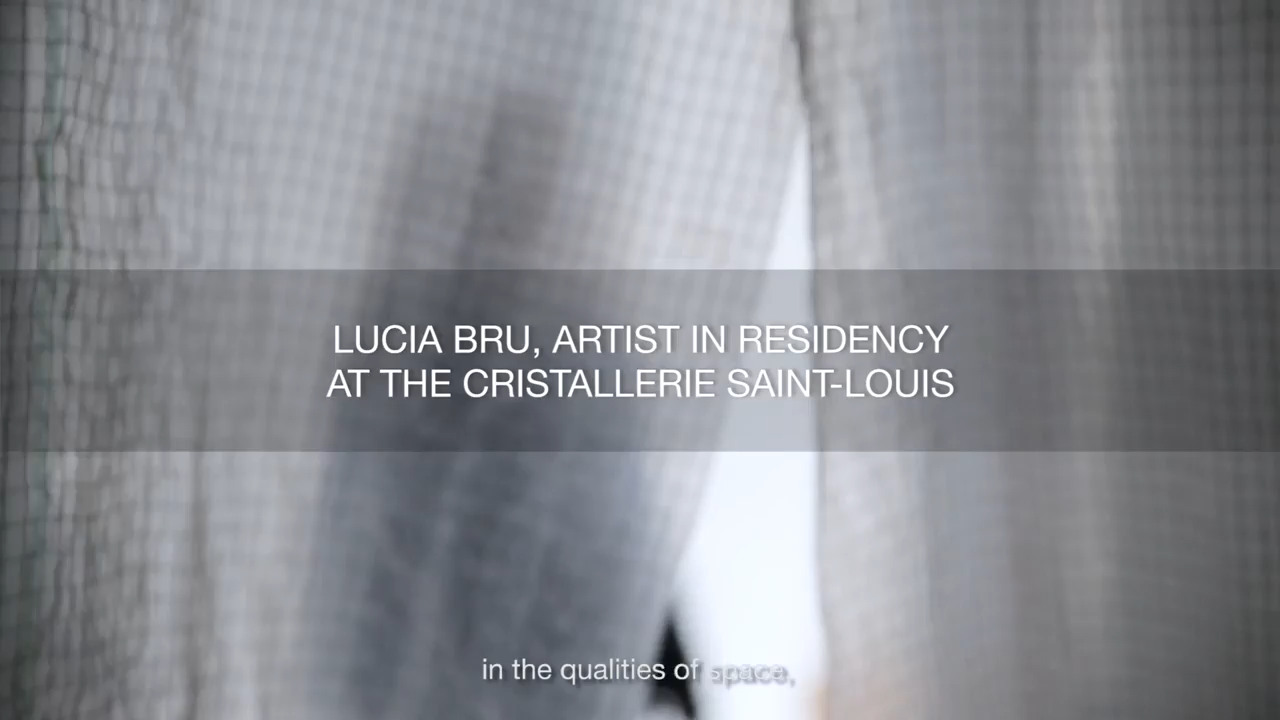 LUCIA BRU, ARTIST IN RESIDENCY
AT THE CRISTALLERIE SAINT-LOUIS
in the qualities of space,